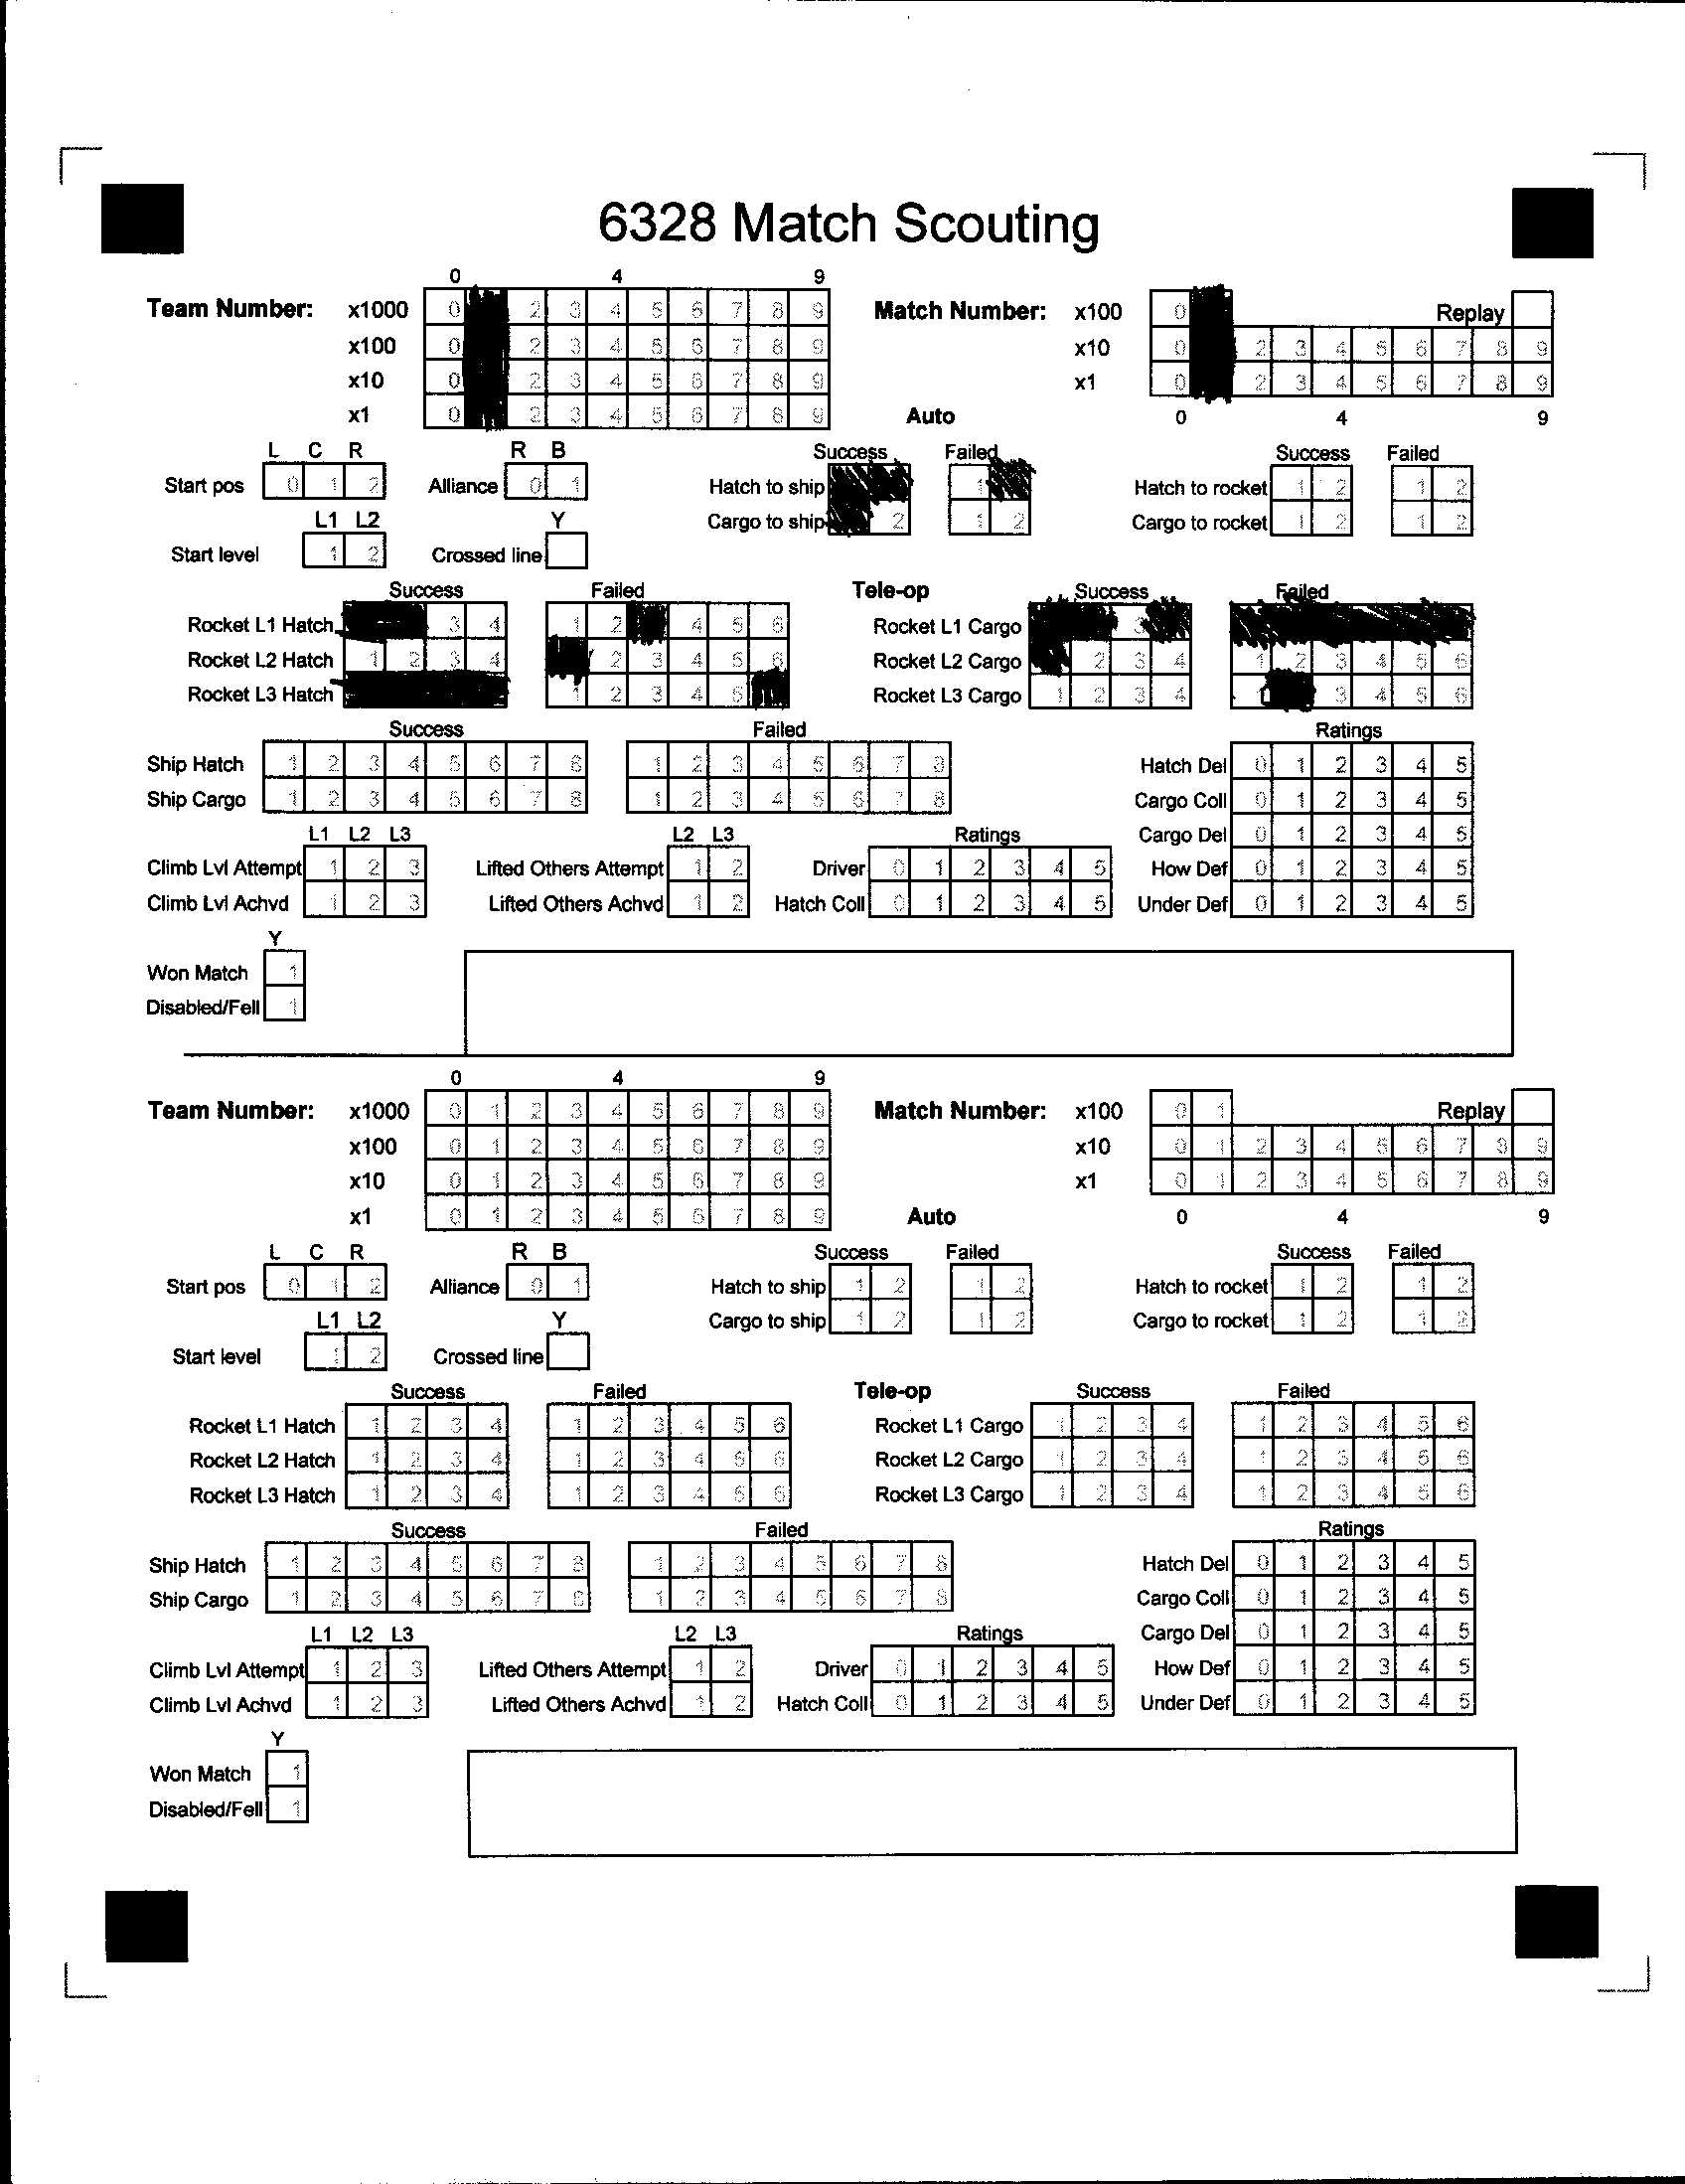 6328 Match Scouting
0 4 9
Team Number: x1000 0 2 3 4 5 6 7 8 9 Match Number: x100 0 Replay
x100 0 2 3 4 5 6 7 8 9 x10 0 2 3 4 5 6 7 8 9
x10 0 2 3 4 5 6 7 8 9 x1 0 2 3 4 5 6 7 8 9
x1 0 2 3 4 5 6 7 8 9 Auto 0 4 9
L C R R B Success Failed Success Failed
Start pos 0 1 2 Alliance 0 1 Hatch to ship 1 Hatch to rocket 1 2 1 2
L1 L2 Y Cargo to ship 2 1 2 Cargo to rocket 1 2 1 2
Start level 1 2 Crossed line
Success Failed Tele-op Success Failed
Rocket L1 Hatch 3 4 1 2 4 5 6 Rocket L1 Cargo 3
Rocket L2 Hatch 1 2 3 4 2 3 4 5 6 Rocket L2 Cargo 2 3 4 1 2 3 4 5 6
Rocket L3 Hatch 1 2 3 4 5 Rocket L3 Cargo 1 2 3 4 3 4 5 6
Success Failed Ratings
Ship Hatch 1 2 3 4 5 6 7 8 1 2 3 4 5 6 7 8 Hatch Del 0 1 2 3 4 5
Ship Cargo 1 2 3 4 5 6 7 8 1 2 3 4 5 6 7 8 Cargo Coll 0 1 2 3 4 5
L1 L2 L3 L2 L3 Ratings Cargo Del 0 1 2 3 4 5
Climb Lvl Attempt 1 2 3 Lifted Others Attempt 1 2 Driver 0 1 2 3 4 5 How Def 0 1 2 3 4 5
Climb Lvl Achvd 1 2 3 Lifted Others Achvd 1 2 Hatch Coll 0 1 2 3 4 5 Under Def 0 1 2 3 4 5
Y
Won Match 1
Disabled/Fell 1
0 4 9
Team Number: x1000 0 1 2 3 4 5 6 7 8 9 Match Number: x100 0 1 Replay
x100 0 1 2 3 4 5 6 7 8 9 x10 0 1 2 3 4 5 6 7 8 9
x10 0 1 2 3 4 5 6 7 8 9 x1 0 1 2 3 4 5 6 7 8 9
x1 0 1 2 3 4 5 6 7 8 9 Auto 0 4 9
L C R R B Success Failed Success Failed
Start pos 0 1 2 Alliance 0 1 Hatch to ship 1 2 1 2 Hatch to rocket 1 2 1 2
L1 L2 Y Cargo to ship 1 2 1 2 Cargo to rocket 1 2 1 2
Start level 1 2 Crossed line
Success Failed Tele-op Success Failed
Rocket L1 Hatch 1 2 3 4 1 2 3 4 5 6 Rocket L1 Cargo 1 2 3 4 1 2 3 4 5 6
Rocket L2 Hatch 1 2 3 4 1 2 3 4 5 6 Rocket L2 Cargo 1 2 3 4 1 2 3 4 5 6
Rocket L3 Hatch 1 2 3 4 1 2 3 4 5 6 Rocket L3 Cargo 1 2 3 4 1 2 3 4 5 6
Success Failed Ratings
Ship Hatch 1 2 3 4 5 6 7 8 1 2 3 4 5 6 7 8 Hatch Del 0 1 2 3 4 5
Ship Cargo 1 2 3 4 5 6 7 8 1 2 3 4 5 6 7 8 Cargo Coll 0 1 2 3 4 5
L1 L2 L3 L2 L3 Ratings Cargo Del 0 1 2 3 4 5
Climb Lvl Attempt 1 2 3 Lifted Others Attempt 1 2 Driver 0 1 2 3 4 5 How Def 0 1 2 3 4 5
Climb Lvl Achvd 1 2 3 Lifted Others Achvd 1 2 Hatch Coll 0 1 2 3 4 5 Under Def 0 1 2 3 4 5
Y
Won Match 1
Disabled/Fell 1